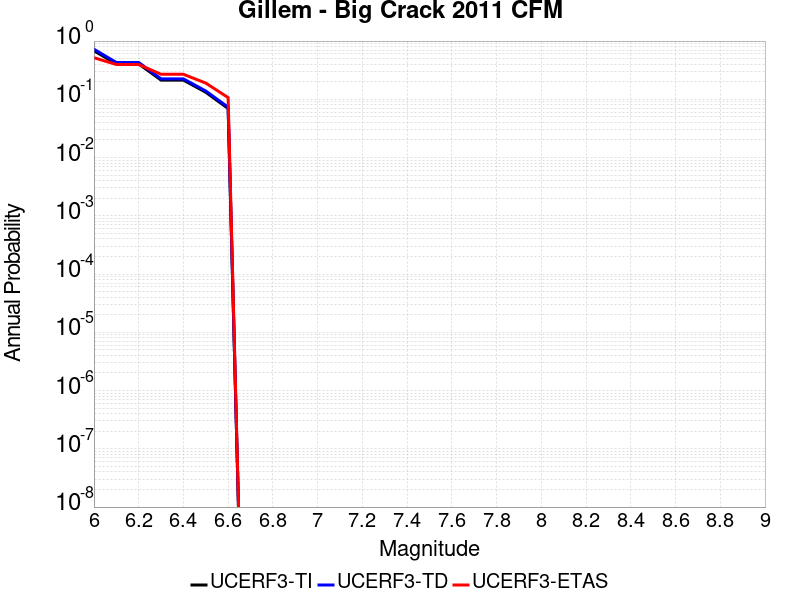 Gillem - Big Crack 2011 CFM
Annual Probability
10^0
10^-1
10^-2
10^-3
10^-4
10^-5
10^-6
10^-7
10^-8
6 6.2 6.4 6.6 6.8 7 7.2 7.4 7.6 7.8 8 8.2 8.4 8.6 8.8 9
Magnitude
UCERF3-TI UCERF3-TD UCERF3-ETAS